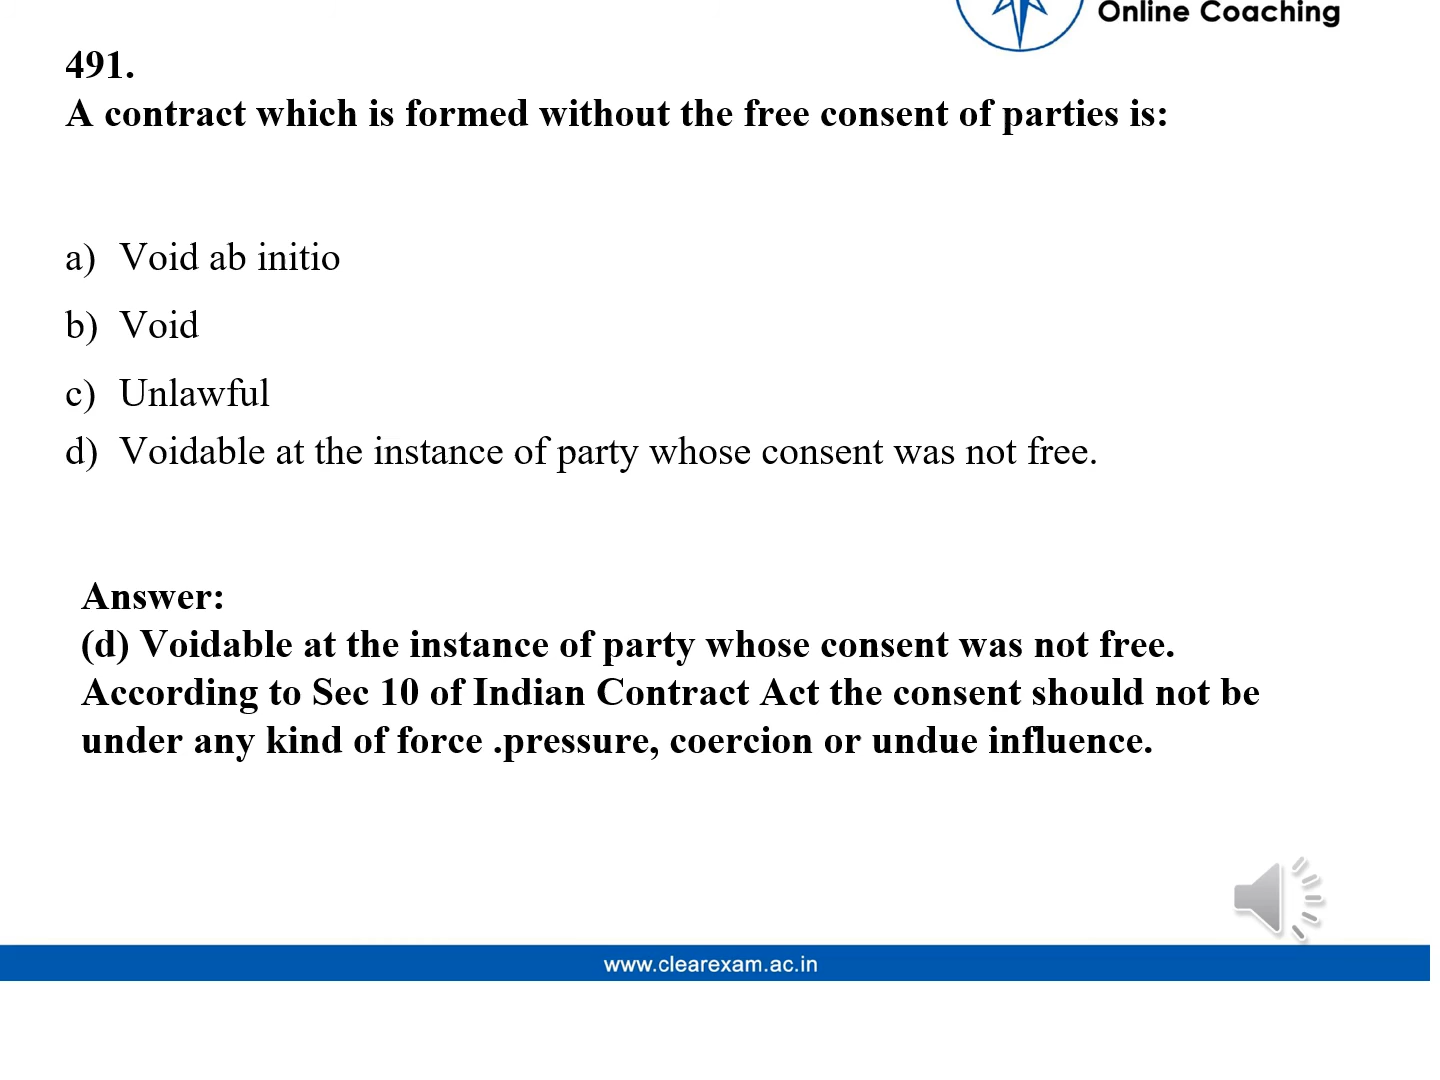 Online Coaching
491.
A contract which is formed without the free consent of parties is:
a) Void ab initio
b) Void
c) Unlawful
d) Voidable at the instance of party whose consent was not free.
Answer:
(d) Voidable at the instance of party whose consent was not free.
According to Sec 10 of Indian Contract Act the consent should not be
under any kind of force .pressure, coercion or undue influence.
www.clearexam.ac.in